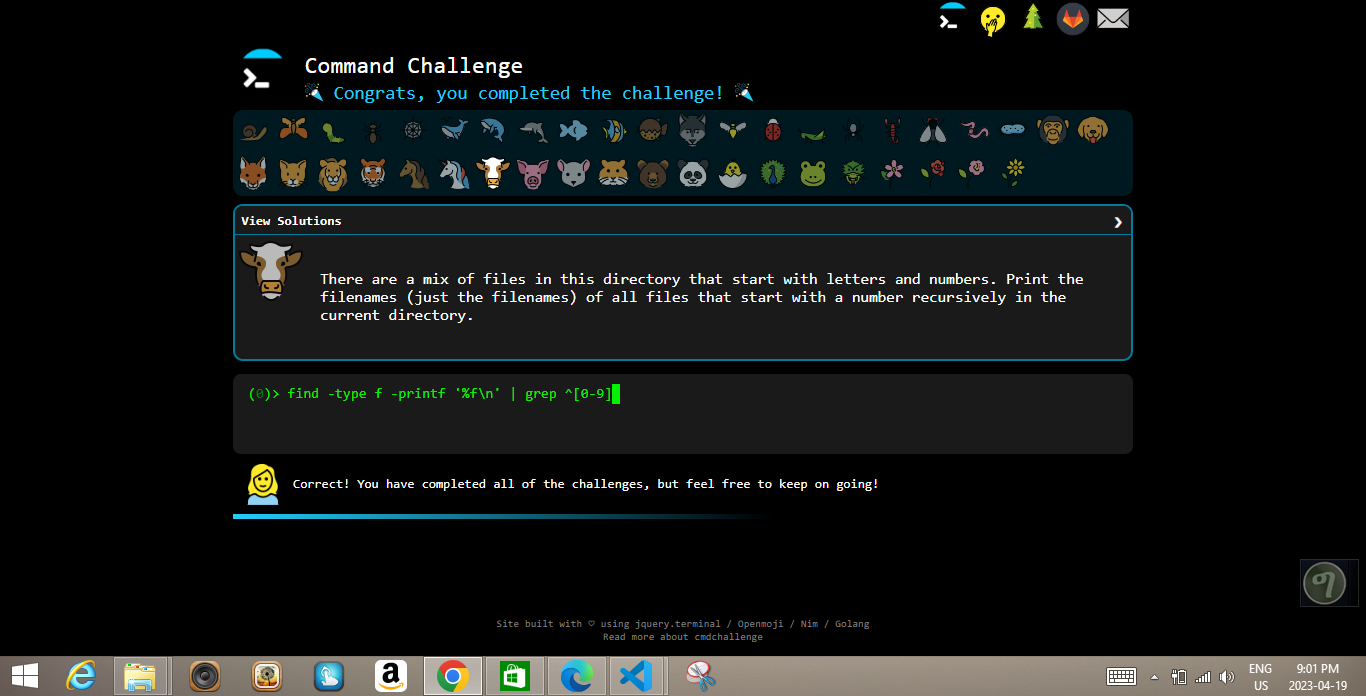 Command Challenge
Congrats, you completed the challenge!
View Solutions
There are a mix of files in this directory that start with letters and numbers. Print the
filenames (just the filenames) of all files that start with a number recursively in the
current directory.
(0)> find -type f -printf '%f\n' | grep ^[0-9]
Correct! You have completed all of the challenges, but feel free to keep on going!
Site built with ♡ using jquery.terminal / Openmoji / Nim / Golang
Read more about cmdchallenge
ENG
US
9:01 PM
2023-04-19